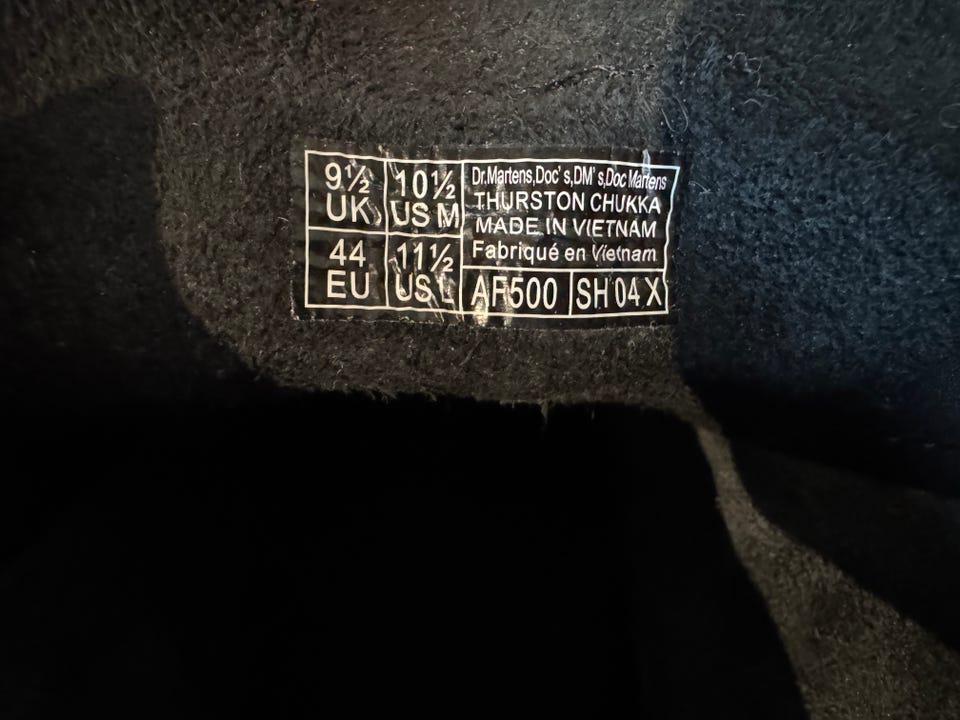 9½
UK
10½
US M
44
EU
11½
US L
Dr.Martens,Doc's,DM's,Doc Martens
THURSTON CHUKKA
MADE IN VIETNAM
Fabriqué en Vietnam
AF500
SH 04 X